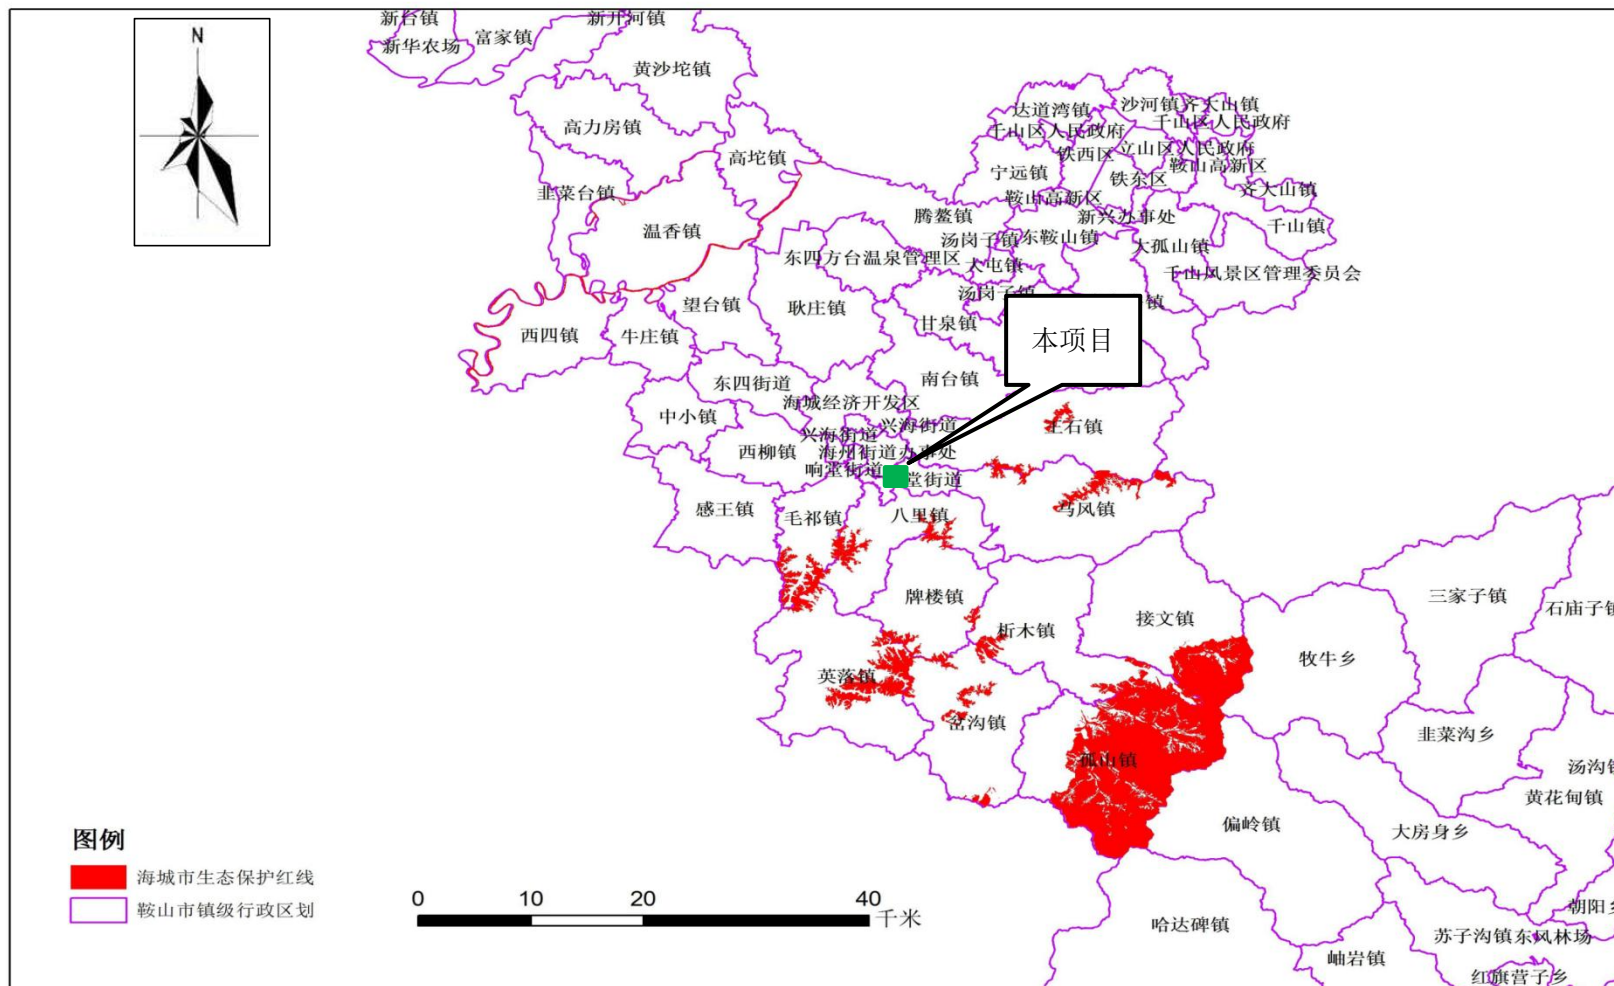 新台镇
新开河镇
N
富家镇
新华农场
黄沙坨镇
达道湾镇
沙河镇
齐大山镇
千山区人民政府
高力房镇
千山区人民政府
铁西区
立山区人民政府
高坨镇
鞍山高新区
宁远镇
铁东区
韭菜台镇
鞍山高新区
齐大山镇
腾鳌镇
新兴办事处
千山镇
温香镇
汤岗子镇
东鞍山镇
大孤山镇
东四方台温泉管理区
大屯镇
千山风景区管理委员会
汤岗子镇
镇
望台镇
耿庄镇
甘泉镇
西四镇
牛庄镇
本项目
南台镇
东四街道
海城经济开发区
中小镇
兴海街道
兴海街道
王石镇
西柳镇
海州街道办事处
响堂街道
堂街道
感王镇
毛祁镇
八里镇
马风镇
牌楼镇
接文镇
三家子镇
石庙子镇
析木镇
牧牛乡
英落镇
岔沟镇
韭菜沟乡
孤山镇
汤沟镇
黄花甸镇
偏岭镇
大房身乡
图例
海城市生态保护红线
鞍山市镇级行政区划
0 10 20 40
千米
朝阳乡
哈达碑镇
苏子沟镇
东风林场
岫岩镇
红旗营子乡